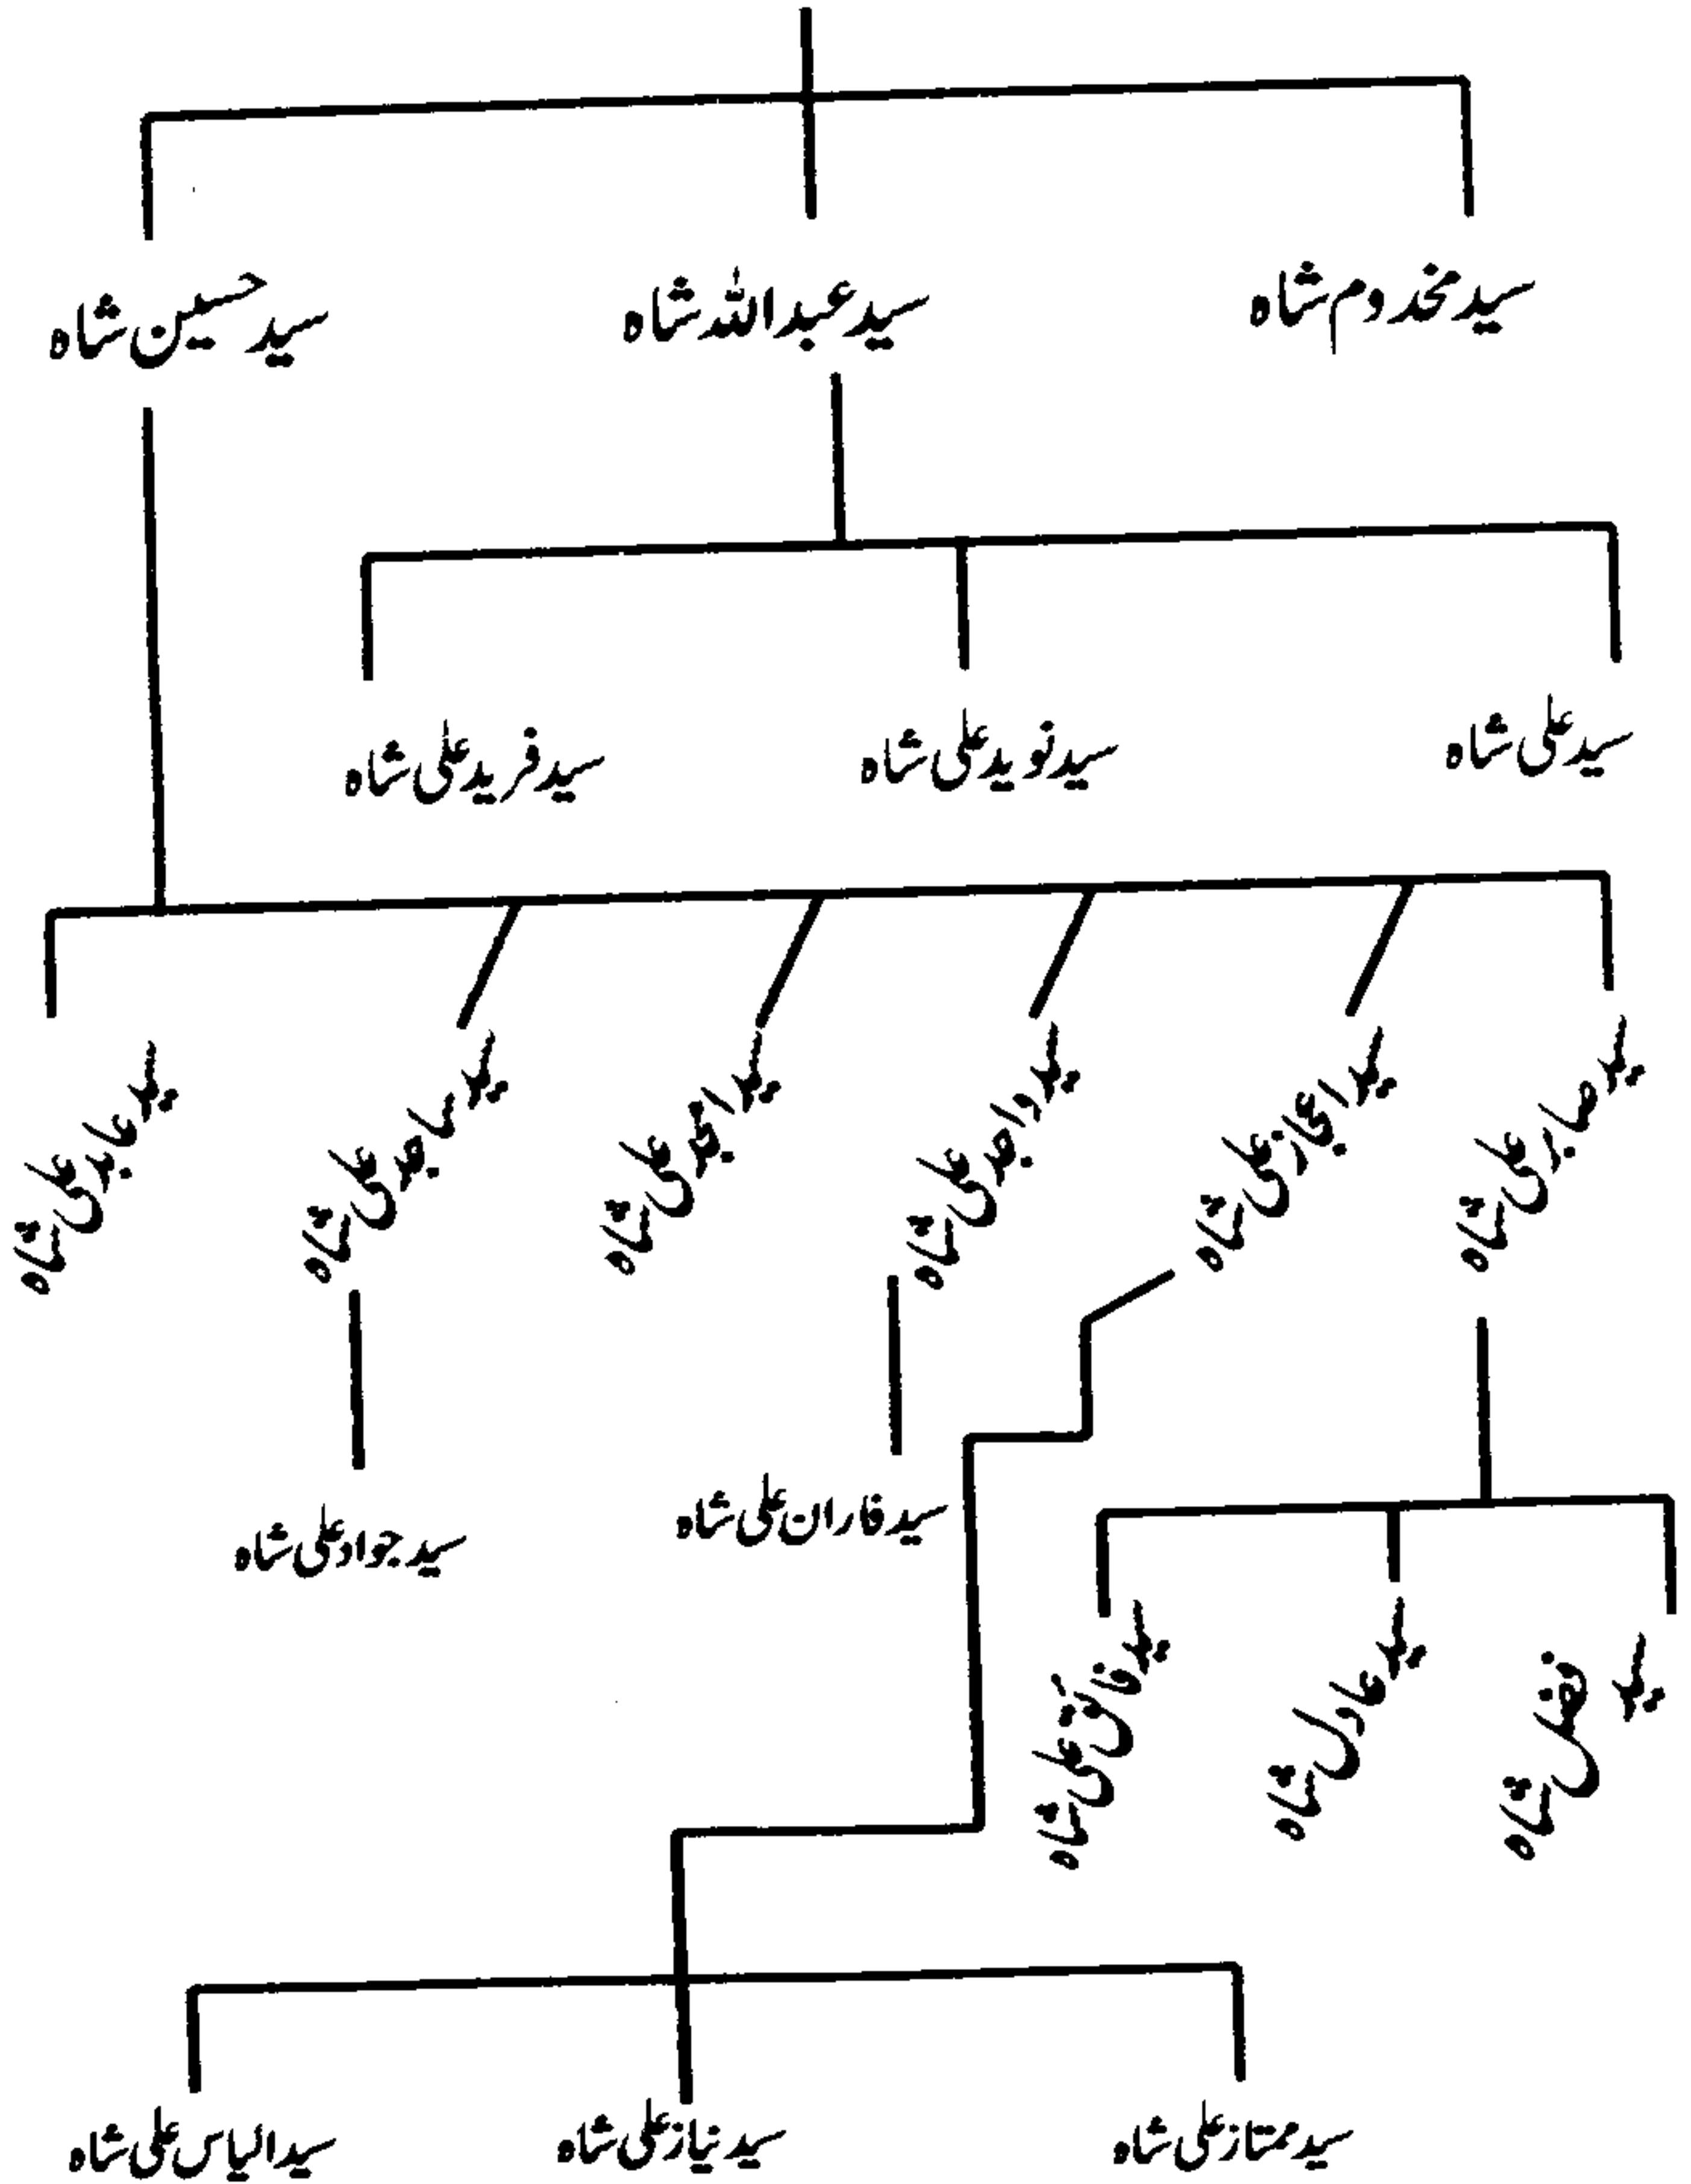 سید مخدوم شاہ
سید عبداللہ شاہ
سید حسین شاہ
سید علی شاہ
سید نوید علی شاہ
سید فرید علی شاہ
سید صابر علی شاہ
سید اعجاز علی شاہ
سید واجد علی شاہ
سید امجد علی شاہ
سید ساجد علی شاہ
سید عابد علی شاہ
سید فاران علی شاہ
سید جواد علی شاہ
سید فضل شاہ
سید عادل شاہ
سید فائق علی شاہ
سید ممتاز علی شاہ
سید نیاز علی شاہ
سید الیاس علی شاہ